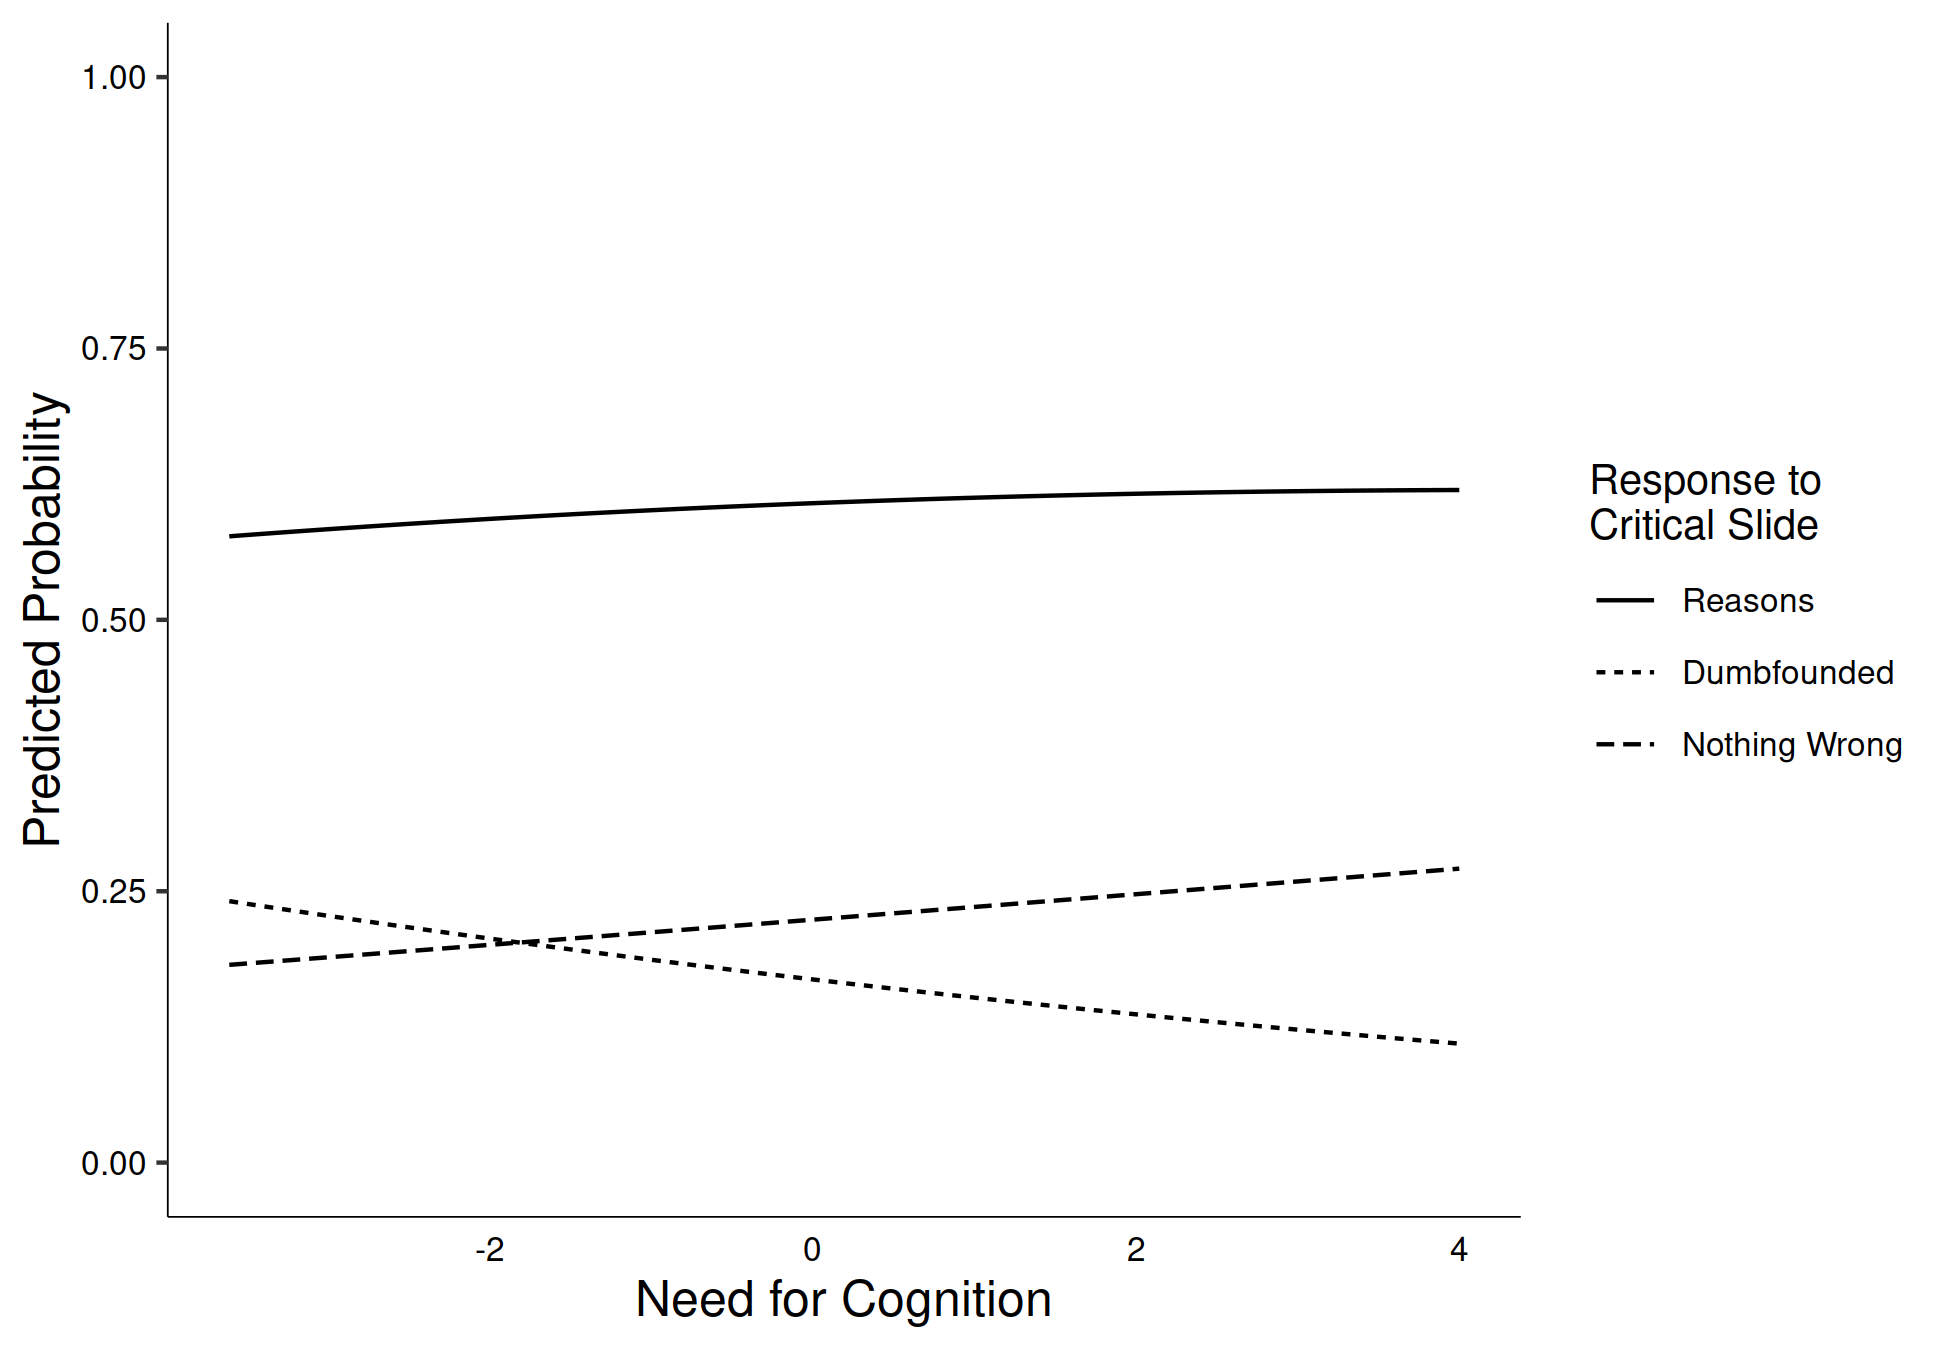 1.00
0.75
0.50
0.25
0.00
Predicted Probability
-2
0
2
4
Need for Cognition
Response to
Critical Slide
Reasons
Dumbfounded
Nothing Wrong